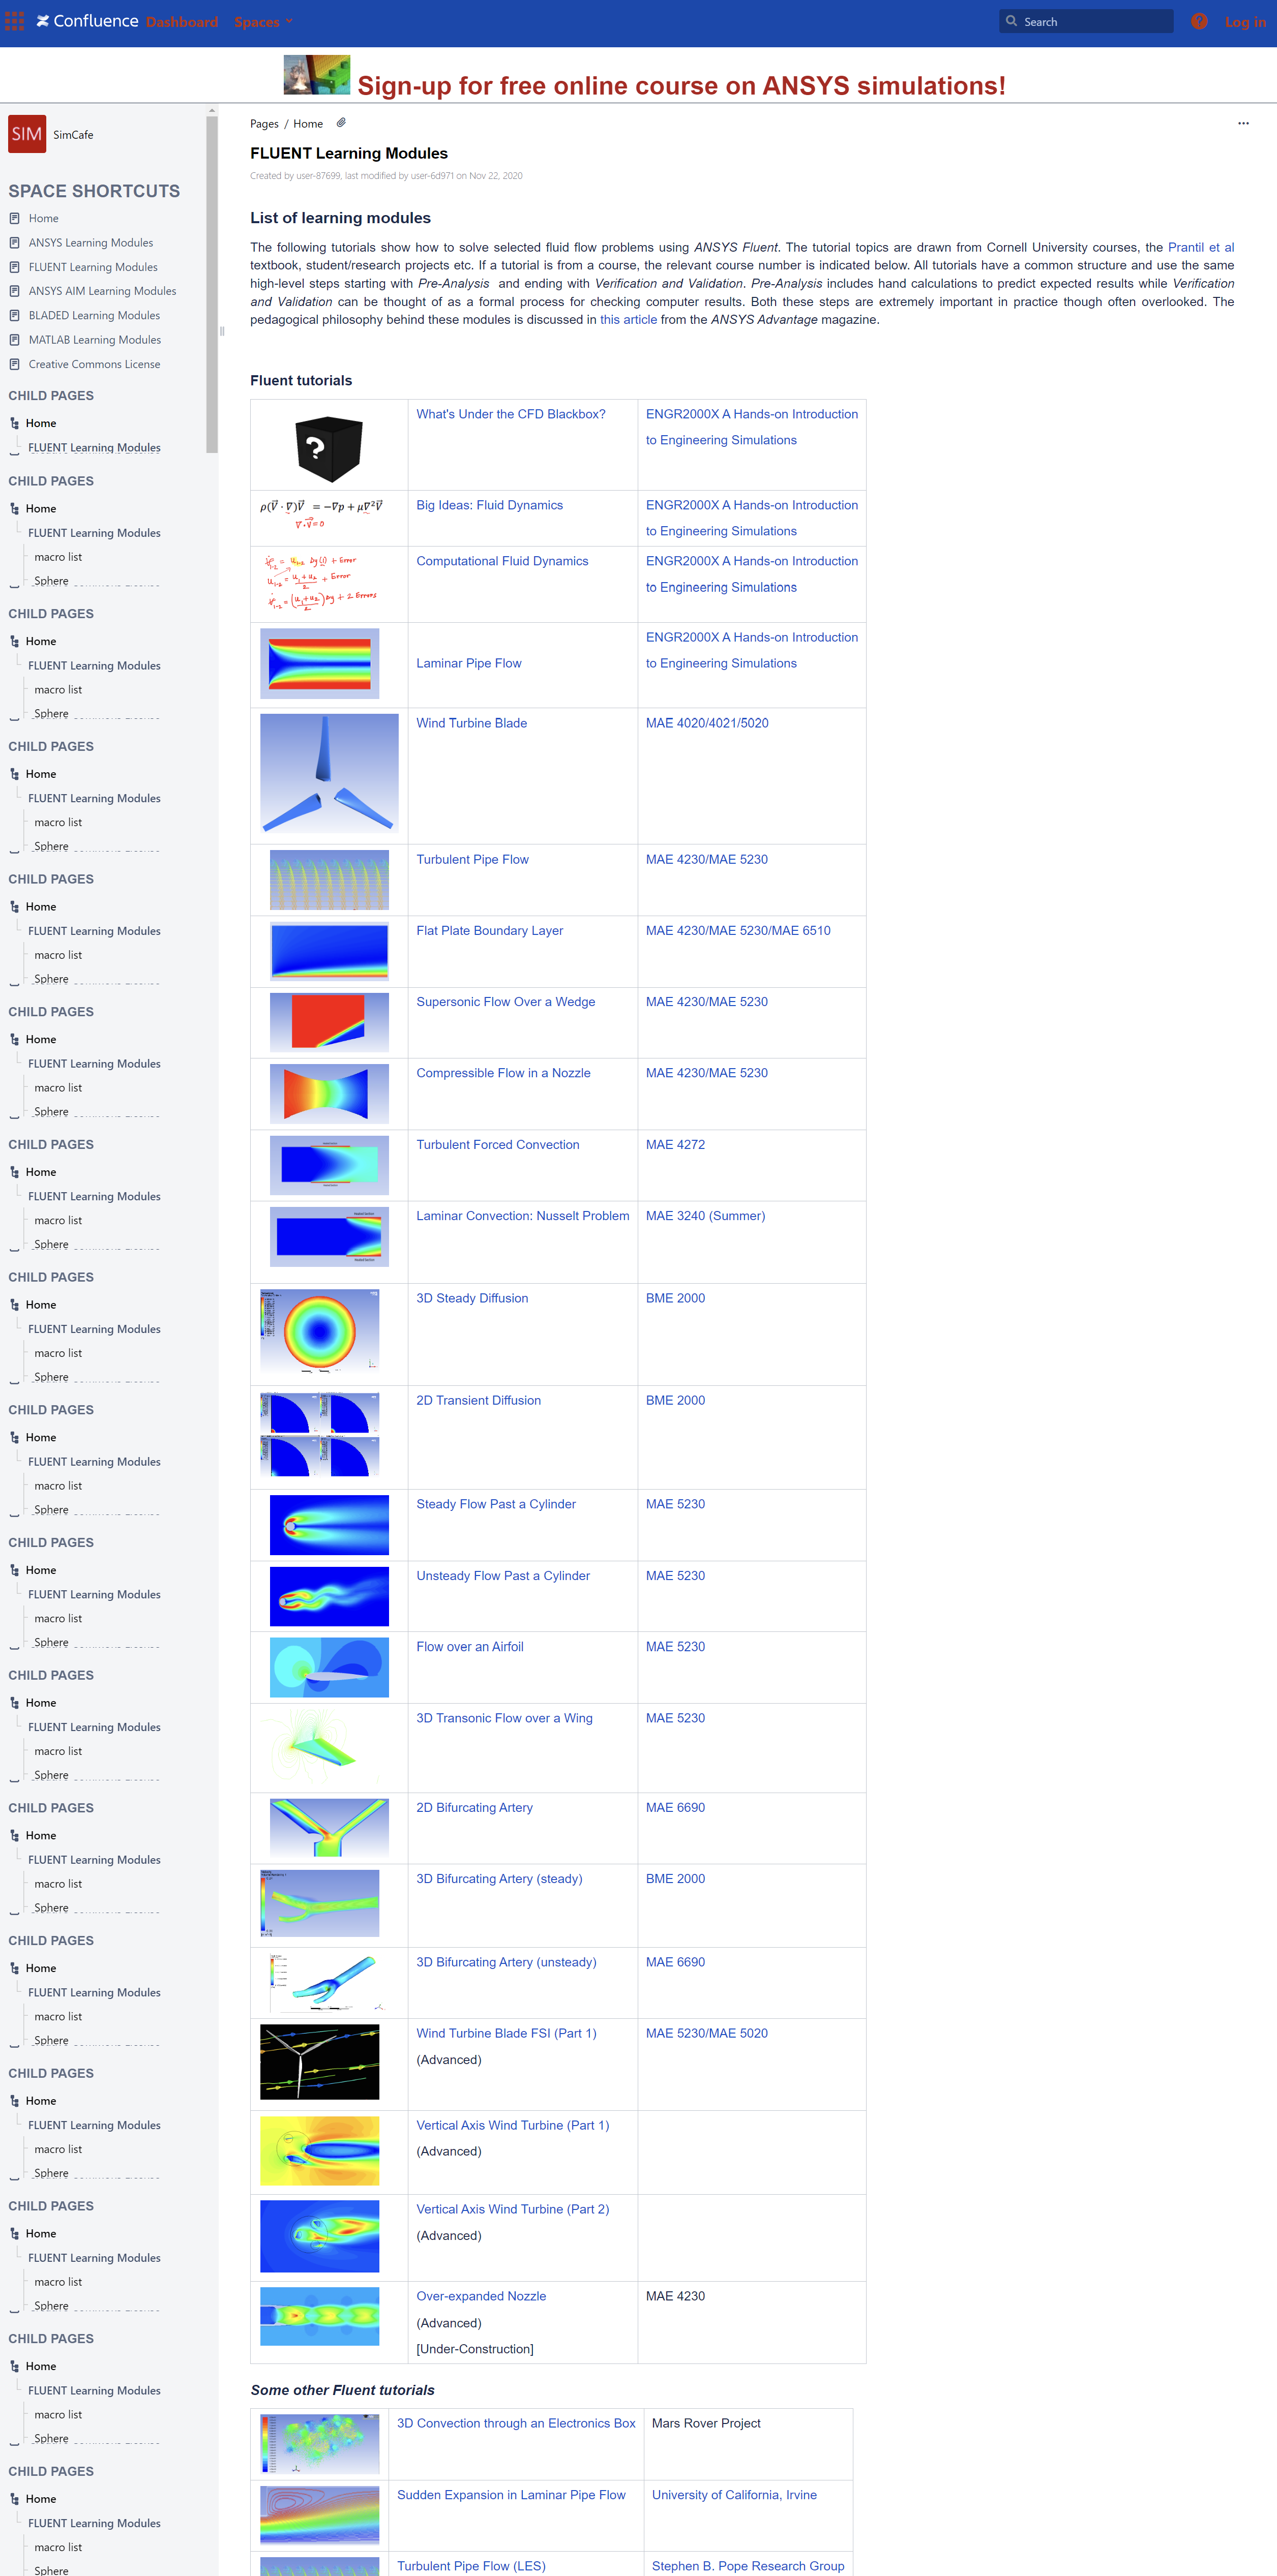 Confluence Dashboard Spaces Search Log in
Sign-up for free online course on ANSYS simulations!
SIM SimCafe
SPACE SHORTCUTS
Home
ANSYS Learning Modules
FLUENT Learning Modules
ANSYS AIM Learning Modules
BLADED Learning Modules
MATLAB Learning Modules
Creative Commons License
CHILD PAGES
Home
FLUENT Learning Modules
CHILD PAGES
Home
FLUENT Learning Modules
macro list
Sphere
CHILD PAGES
Home
FLUENT Learning Modules
macro list
Sphere
CHILD PAGES
Home
FLUENT Learning Modules
macro list
Sphere
CHILD PAGES
Home
FLUENT Learning Modules
macro list
Sphere
CHILD PAGES
Home
FLUENT Learning Modules
macro list
Sphere
CHILD PAGES
Home
FLUENT Learning Modules
macro list
Sphere
CHILD PAGES
Home
FLUENT Learning Modules
macro list
Sphere
CHILD PAGES
Home
FLUENT Learning Modules
macro list
Sphere
CHILD PAGES
Home
FLUENT Learning Modules
macro list
Sphere
CHILD PAGES
Home
FLUENT Learning Modules
macro list
Sphere
CHILD PAGES
Home
FLUENT Learning Modules
macro list
Sphere
CHILD PAGES
Home
FLUENT Learning Modules
macro list
Sphere
CHILD PAGES
Home
FLUENT Learning Modules
macro list
Sphere
CHILD PAGES
Home
FLUENT Learning Modules
macro list
Sphere
CHILD PAGES
Home
FLUENT Learning Modules
macro list
Sphere
CHILD PAGES
Home
FLUENT Learning Modules
macro list
Sphere
Pages / Home
FLUENT Learning Modules
Created by user-87699, last modified by user-6d971 on Nov 22, 2020
List of learning modules
The following tutorials show how to solve selected fluid flow problems using ANSYS Fluent. The tutorial topics are drawn from Cornell University courses, the Prantil et al
textbook, student/research projects etc. If a tutorial is from a course, the relevant course number is indicated below. All tutorials have a common structure and use the same
high-level steps starting with Pre-Analysis and ending with Verification and Validation. Pre-Analysis includes hand calculations to predict expected results while Verification
and Validation can be thought of as a formal process for checking computer results. Both these steps are extremely important in practice though often overlooked. The
pedagogical philosophy behind these modules is discussed in this article from the ANSYS Advantage magazine.
Fluent tutorials
?
What's Under the CFD Blackbox? ENGR2000X A Hands-on Introduction
to Engineering Simulations
ρ(V⃗ · ∇)V⃗ = −∇p + μ∇²V⃗
∇·V⃗=0
Big Ideas: Fluid Dynamics ENGR2000X A Hands-on Introduction
to Engineering Simulations
Computational Fluid Dynamics ENGR2000X A Hands-on Introduction
to Engineering Simulations
Laminar Pipe Flow ENGR2000X A Hands-on Introduction
to Engineering Simulations
Wind Turbine Blade MAE 4020/4021/5020
Turbulent Pipe Flow MAE 4230/MAE 5230
Flat Plate Boundary Layer MAE 4230/MAE 5230/MAE 6510
Supersonic Flow Over a Wedge MAE 4230/MAE 5230
Compressible Flow in a Nozzle MAE 4230/MAE 5230
Turbulent Forced Convection MAE 4272
Laminar Convection: Nusselt Problem MAE 3240 (Summer)
3D Steady Diffusion BME 2000
2D Transient Diffusion BME 2000
Steady Flow Past a Cylinder MAE 5230
Unsteady Flow Past a Cylinder MAE 5230
Flow over an Airfoil MAE 5230
3D Transonic Flow over a Wing MAE 5230
2D Bifurcating Artery MAE 6690
3D Bifurcating Artery (steady) BME 2000
3D Bifurcating Artery (unsteady) MAE 6690
Wind Turbine Blade FSI (Part 1) MAE 5230/MAE 5020
(Advanced)
Vertical Axis Wind Turbine (Part 1)
(Advanced)
Vertical Axis Wind Turbine (Part 2)
(Advanced)
Over-expanded Nozzle MAE 4230
(Advanced)
[Under-Construction]
Some other Fluent tutorials
3D Convection through an Electronics Box Mars Rover Project
Sudden Expansion in Laminar Pipe Flow University of California, Irvine
Turbulent Pipe Flow (LES) Stephen B. Pope Research Group